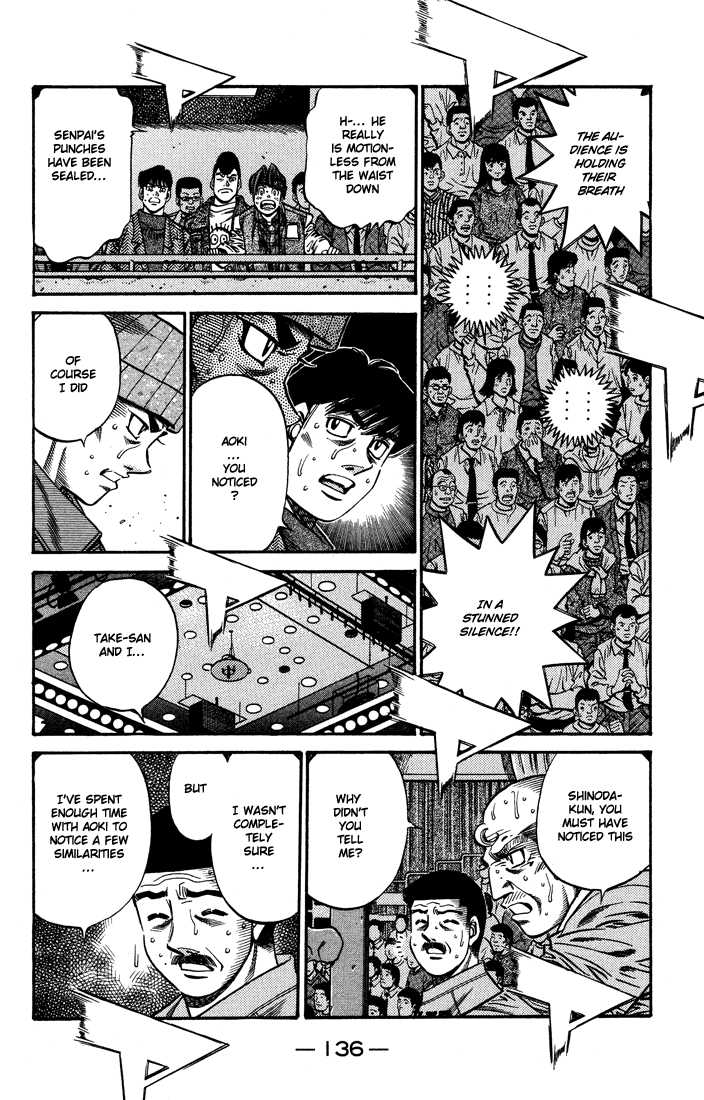 THE AU-
DIENCE IS
HOLDING
THEIR
BREATH
...
...
IN A
STUNNED
SILENCE!!
H-... HE
REALLY
IS MOTION-
LESS FROM
THE WAIST
DOWN
SENPAI'S
PUNCHES
HAVE BEEN
SEALED...
AOKI
...
YOU
NOTICED
?
OF
COURSE
I DID
TAKE-SAN
AND I...
SHINODA-
KUN, YOU
MUST HAVE
NOTICED THIS
WHY
DIDN'T
YOU
TELL
ME?
I WASN'T
COMPLE-
TELY
SURE
...
BUT
I'VE SPENT
ENOUGH TIME
WITH AOKI TO
NOTICE A FEW
SIMILARITIES
...
— 136 —